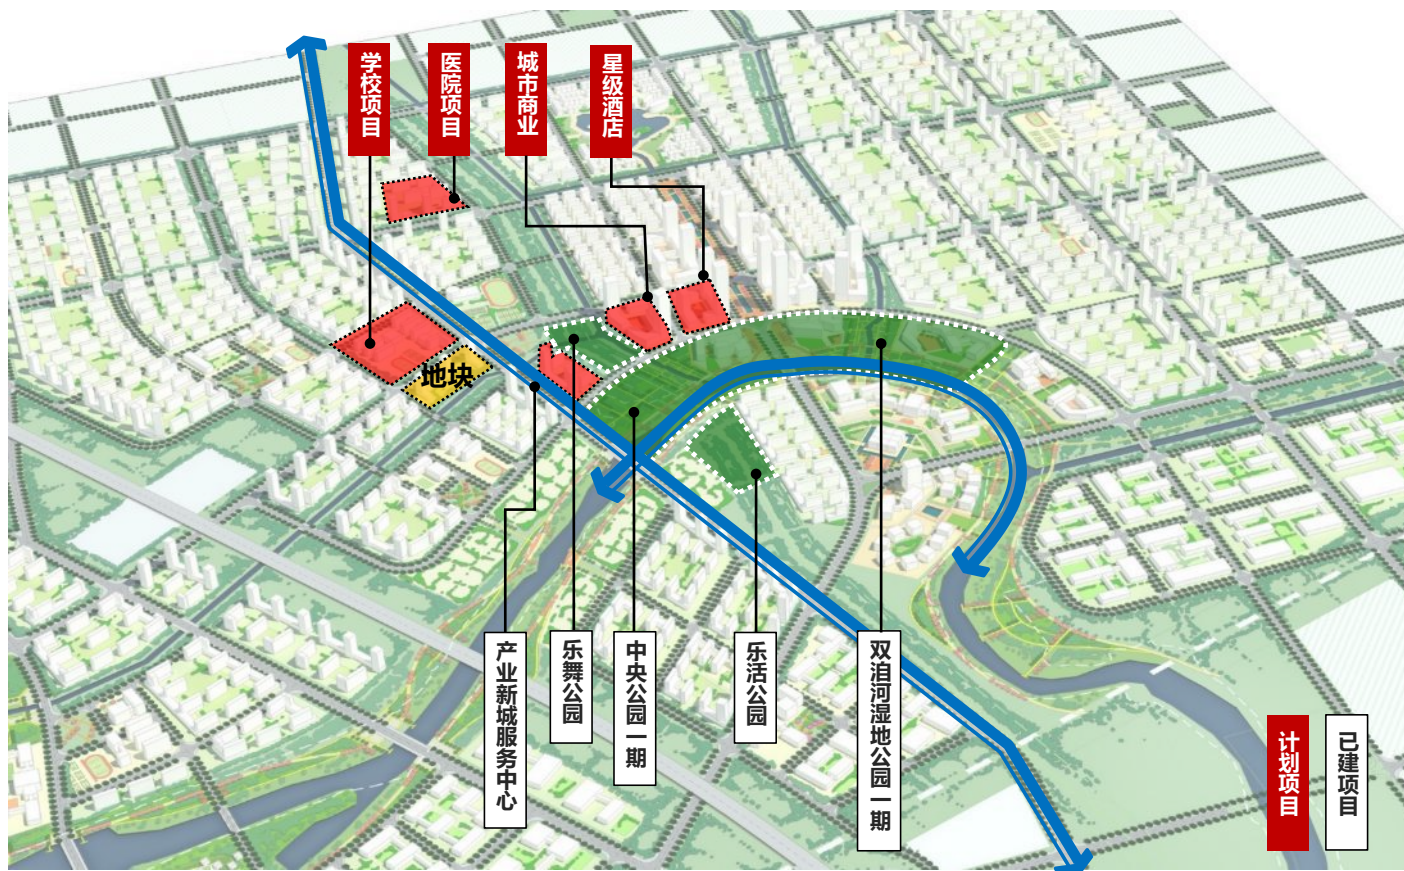 学校项目
医院项目
城市商业
星级酒店
地块
产业新城服务中心
乐舞公园
中央公园一期
乐活公园
双洎河湿地公园一期
计划项目
已建项目